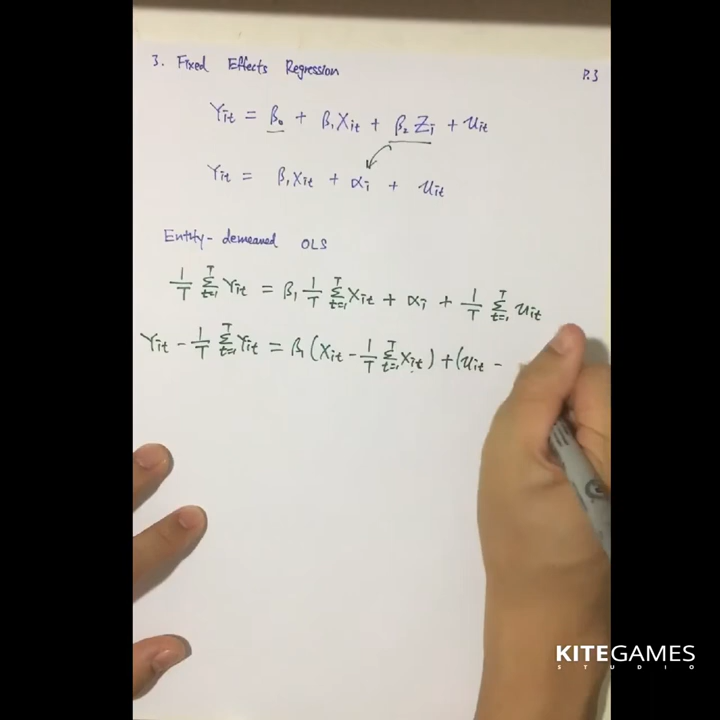 3. Fixed Effects Regression
P.3
Yit = β₀ + β₁Xit + β₂Zi + uit
Yit = β₁Xit + αi + uit
Entity-demeaned OLS
1/T Σ_{t=1}^{T} Yit = β₁ 1/T Σ_{t=1}^{T} Xit + αi + 1/T Σ_{t=1}^{T} uit
Yit - 1/T Σ_{t=1}^{T} Yit = β₁(Xit - 1/T Σ_{t=1}^{T} Xit) + (uit -
KITEGAMES
STUDIO